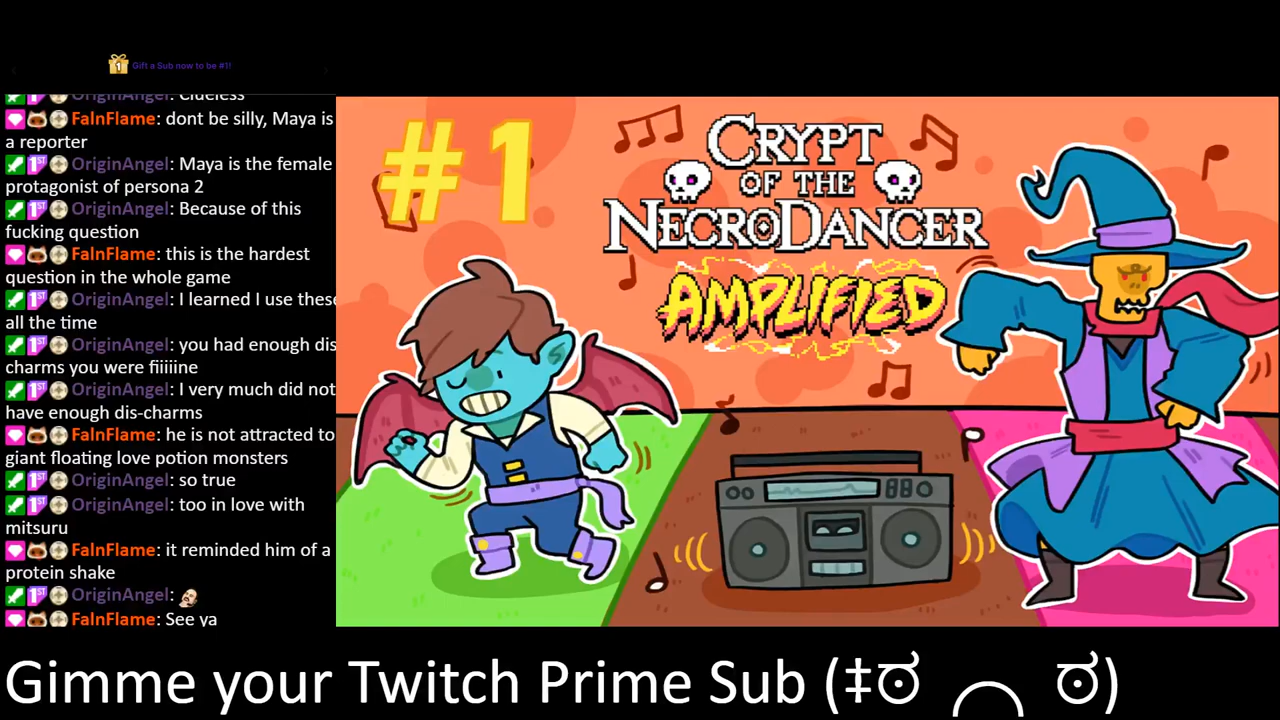 Gift a Sub now to be #1!
OriginAngel: Clueless
FalnFlame: dont be silly, Maya is
a reporter
OriginAngel: Maya is the female
protagonist of persona 2
OriginAngel: Because of this
fucking question
FalnFlame: this is the hardest
question in the whole game
OriginAngel: I learned I use these
all the time
OriginAngel: you had enough dis
charms you were fiiiiine
OriginAngel: I very much did not
have enough dis-charms
FalnFlame: he is not attracted to
giant floating love potion monsters
OriginAngel: so true
OriginAngel: too in love with
mitsuru
FalnFlame: it reminded him of a
protein shake
OriginAngel:
FalnFlame: See ya
#1
CRYPT
OF THE
NECRODANCER
AMPLIFIED
Gimme your Twitch Prime Sub (‡ಠ ⁀ ಠ)